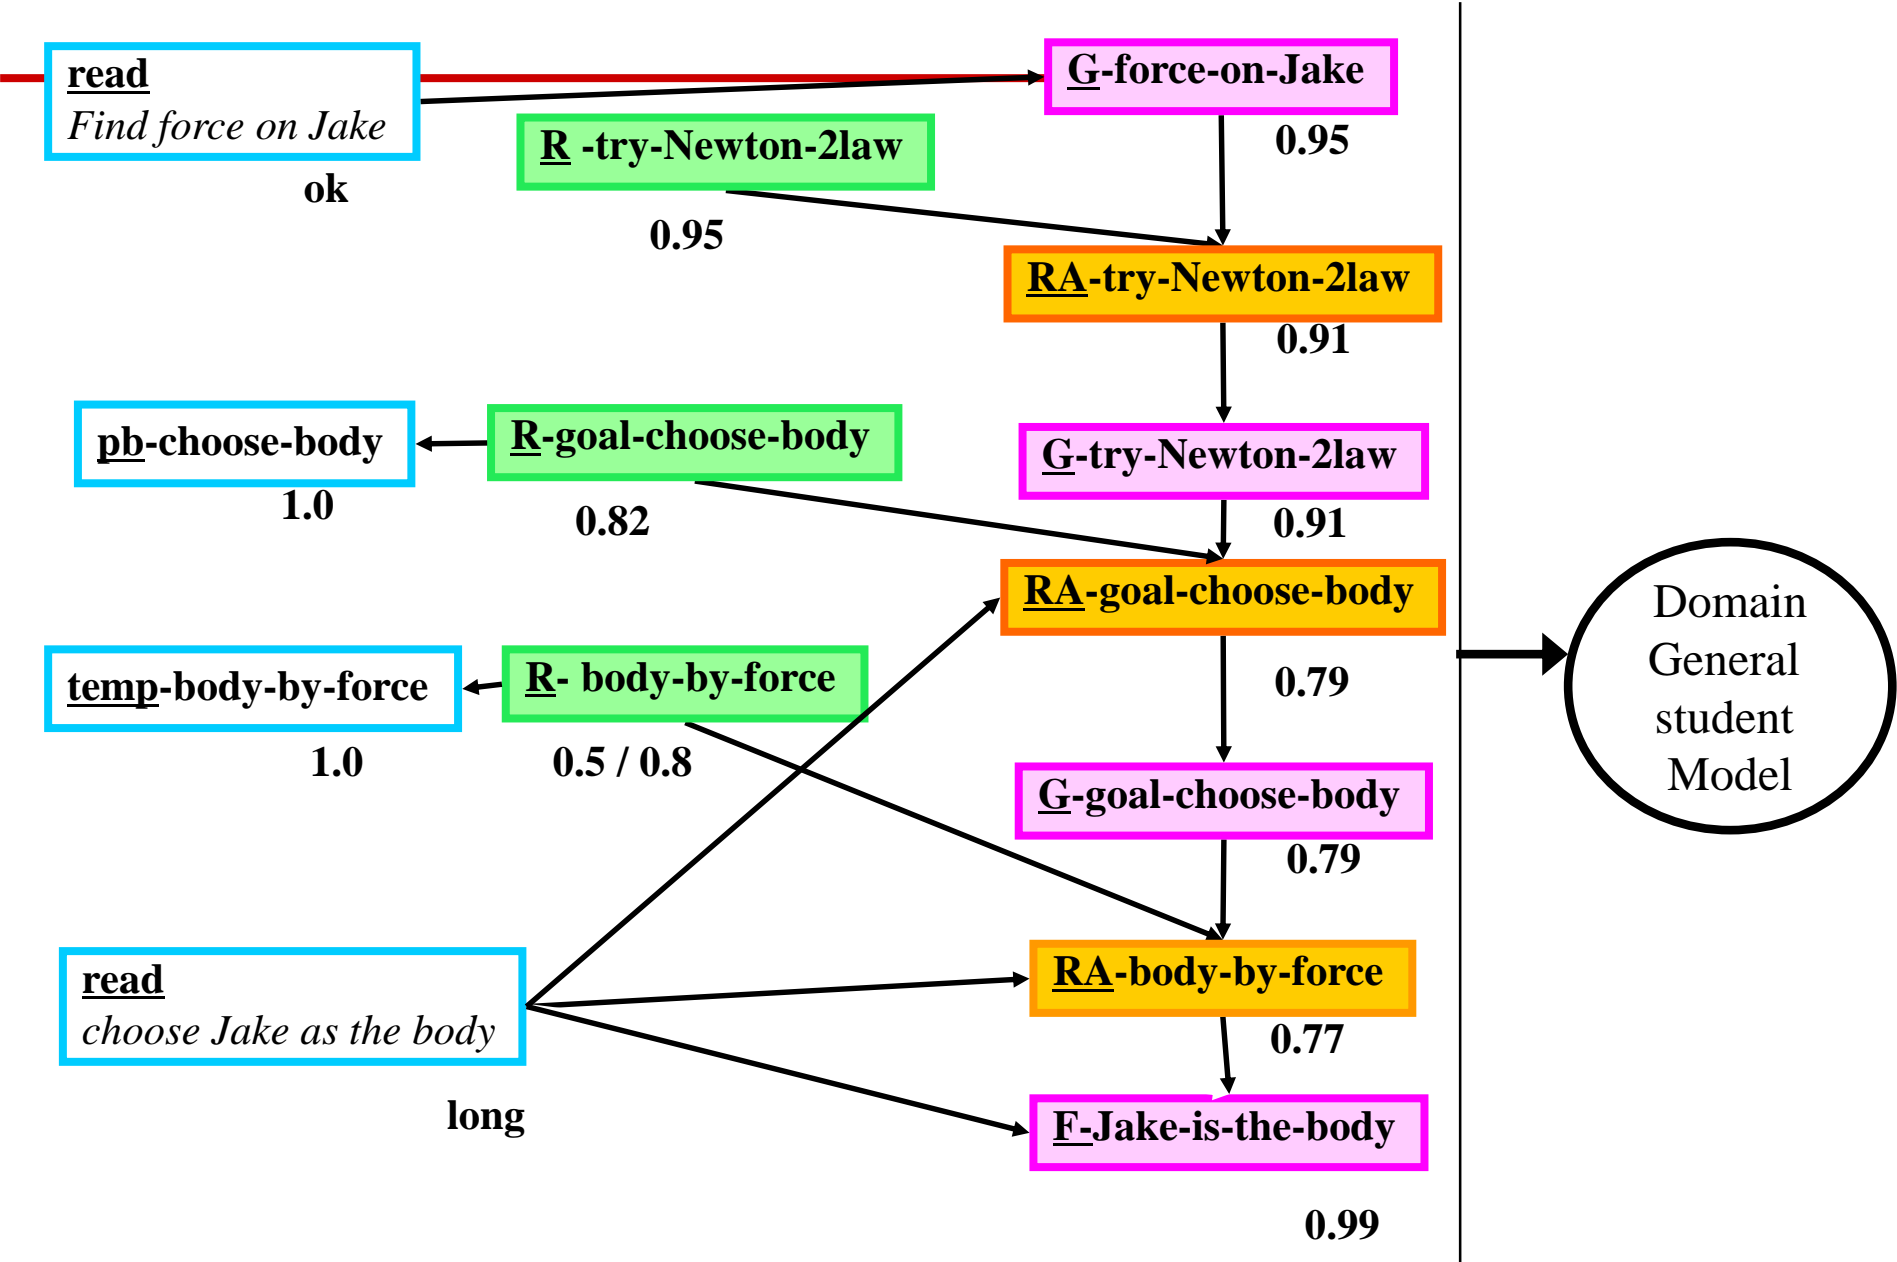 read
Find force on Jake
ok
G-force-on-Jake
0.95
R -try-Newton-2law
0.95
RA-try-Newton-2law
0.91
pb-choose-body
1.0
R-goal-choose-body
0.82
G-try-Newton-2law
0.91
RA-goal-choose-body
0.79
temp-body-by-force
1.0
R- body-by-force
0.5 / 0.8
G-goal-choose-body
0.79
read
choose Jake as the body
long
RA-body-by-force
0.77
F-Jake-is-the-body
0.99
Domain
General
student
Model